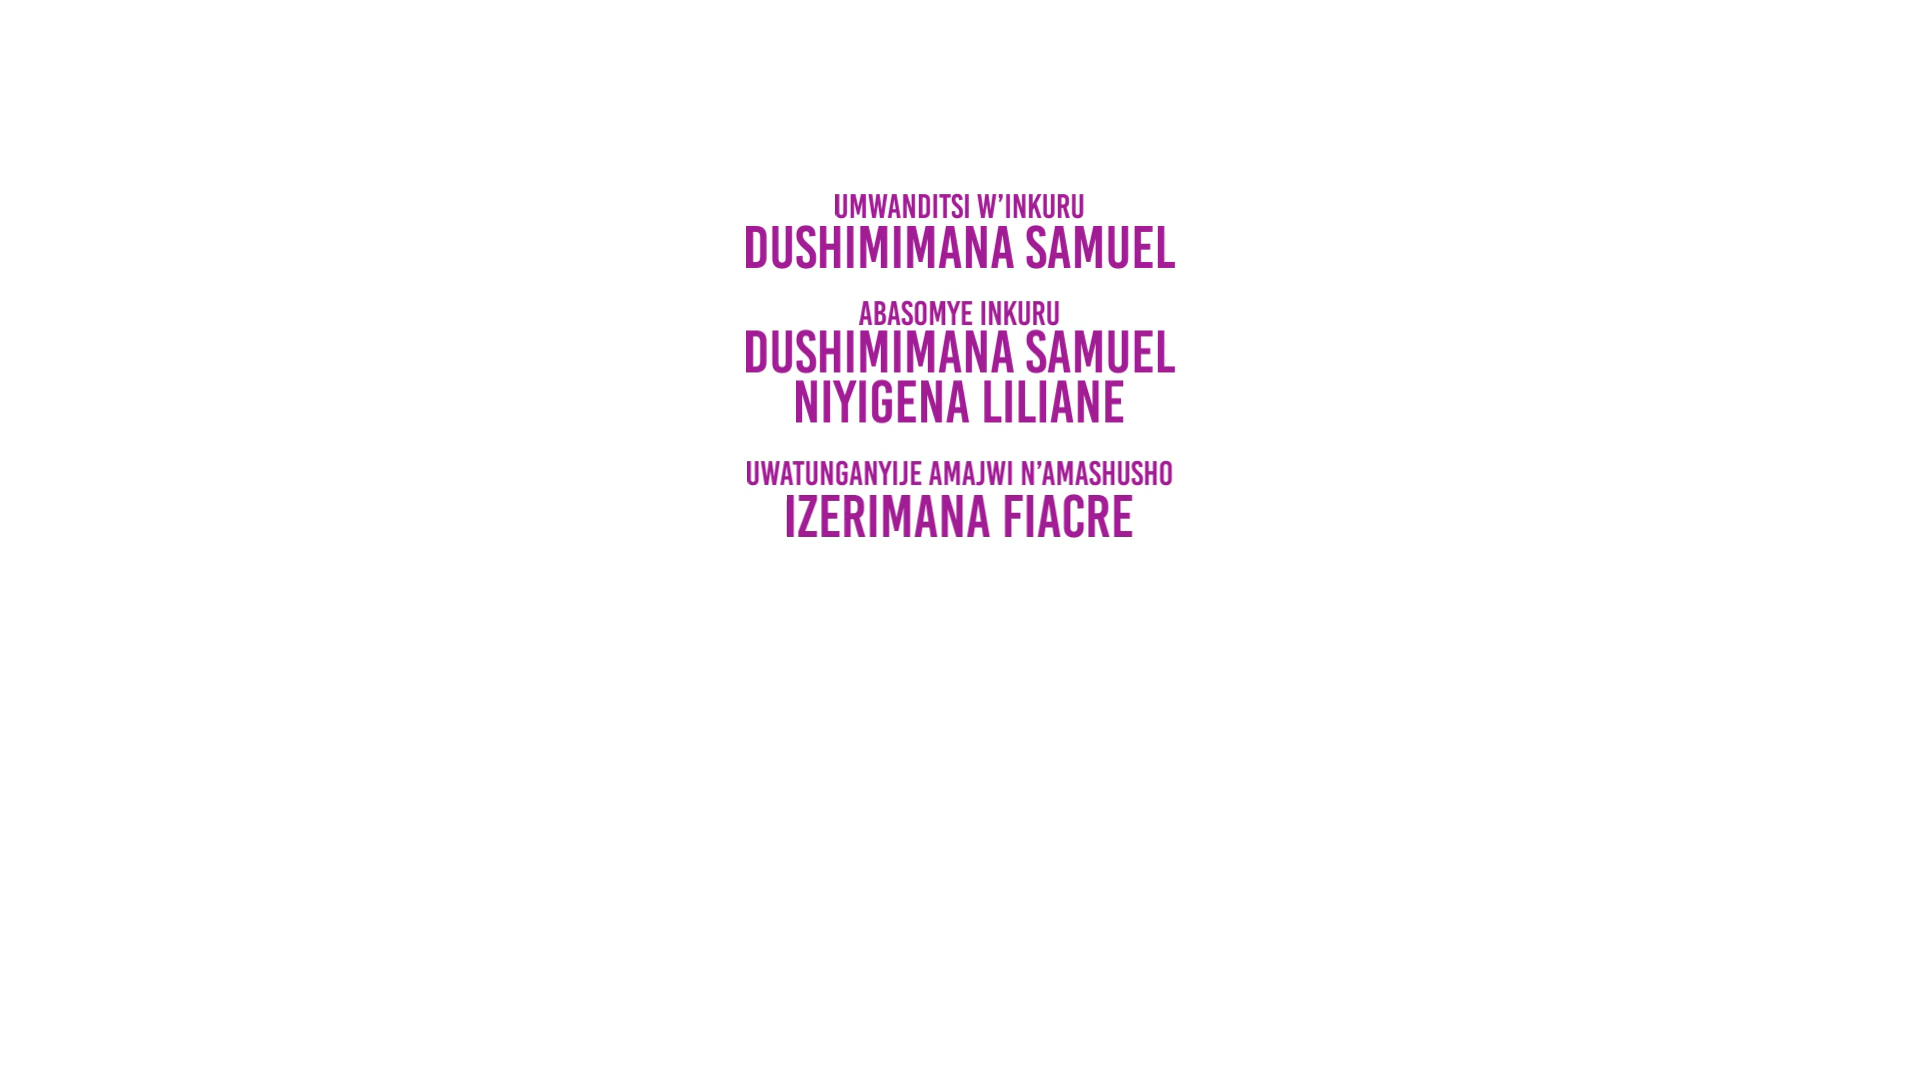 UMWANDITSI W’INKURU
DUSHIMIMANA SAMUEL
ABASOMYE INKURU
DUSHIMIMANA SAMUEL
NIYIGENA LILIANE
UWATUNGANYIJE AMAJWI N’AMASHUSHO
IZERIMANA FIACRE